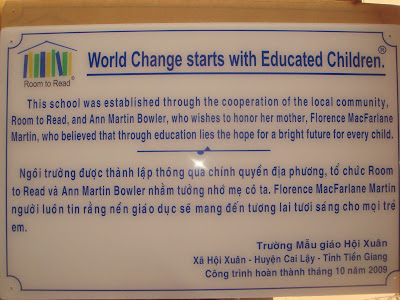 Room to Read®
World Change starts with Educated Children.®
This school was established through the cooperation of the local community,
Room to Read, and Ann Martin Bowler, who wishes to honor her mother, Florence MacFarlane
Martin, who believed that through education lies the hope for a bright future for every child.
Ngôi trường được thành lập thông qua chính quyền địa phương, tổ chức Room
to Read và Ann Martin Bowler nhằm tưởng nhớ mẹ cô ta. Florence MacFarlane Martin
người luôn tin rằng nền giáo dục sẽ mang đến tương lai tươi sáng cho mọi trẻ
em.
Trường Mẫu giáo Hội Xuân
Xã Hội Xuân - Huyện Cai Lậy - Tỉnh Tiền Giang
Công trình hoàn thành tháng 10 năm 2009